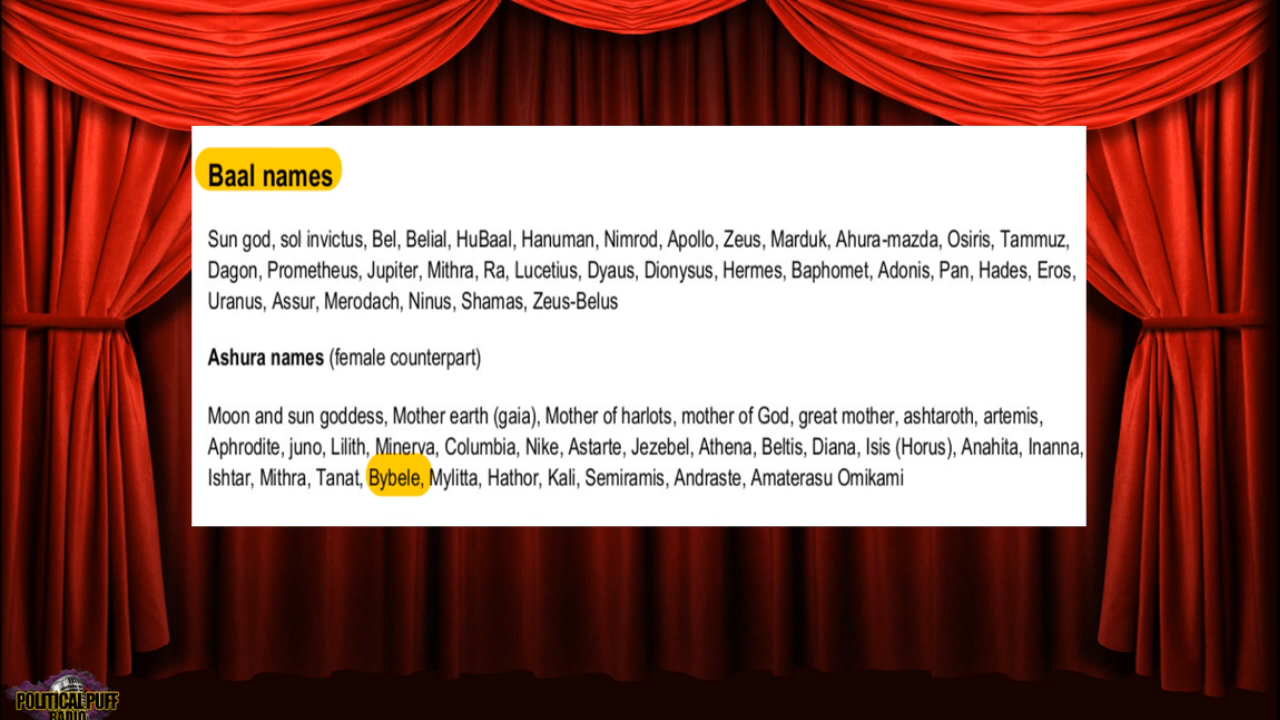 Baal names
Sun god, sol invictus, Bel, Belial, HuBaal, Hanuman, Nimrod, Apollo, Zeus, Marduk, Ahura-mazda, Osiris, Tammuz,
Dagon, Prometheus, Jupiter, Mithra, Ra, Lucetius, Dyaus, Dionysus, Hermes, Baphomet, Adonis, Pan, Hades, Eros,
Uranus, Assur, Merodach, Ninus, Shamas, Zeus-Belus
Ashura names (female counterpart)
Moon and sun goddess, Mother earth (gaia), Mother of harlots, mother of God, great mother, ashtaroth, artemis,
Aphrodite, juno, Lilith, Minerva, Columbia, Nike, Astarte, Jezebel, Athena, Beltis, Diana, Isis (Horus), Anahita, Inanna,
Ishtar, Mithra, Tanat, Bybele, Mylitta, Hathor, Kali, Semiramis, Andraste, Amaterasu Omikami
POLITICAL PUFF
RADIO